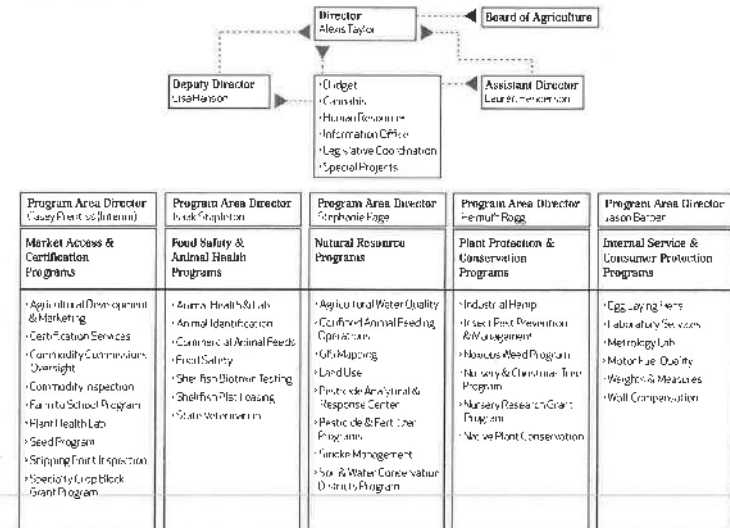 Director
Alexis Taylor
Board of Agriculture
Deputy Director
Lisa Hanson
Assistant Director
Lauren Henderson
• Budget
• Cannabis
• Human Resources
• Information Office
• Legislative Coordination
• Special Projects
Program Area Director
Casey Prentiss (Interim)
Market Access &
Certification
Programs
• Agricultural Development
& Marketing
• Certification Services
• Commodity Commissions
Oversight
• Commodity Inspection
• Farm to School Program
• Plant Health Lab
• Seed Program
• Shipping Point Inspection
• Specialty Crop Block
Grant Program
Program Area Director
Isaak Stapleton
Food Safety &
Animal Health
Programs
• Animal Health & Lab
• Animal Identification
• Commercial Animal Feeds
• Food Safety
• Shellfish Biotoxin Testing
• Shellfish Plat Leasing
• State Veterinarian
Program Area Director
Stephanie Page
Natural Resource
Programs
• Agricultural Water Quality
• Confined Animal Feeding
Operations
• GIS Mapping
• Land Use
• Pesticide Analytical &
Response Center
• Pesticide & Fertilizer
Programs
• Smoke Management
• Soil & Water Conservation
Districts Program
Program Area Director
Helmuth Rogg
Plant Protection &
Conservation
Programs
• Industrial Hemp
• Insect Pest Prevention
& Management
• Noxious Weed Program
• Nursery & Christmas Tree
Program
• Nursery Research Grant
Program
• Native Plant Conservation
Program Area Director
Jason Barber
Internal Service &
Consumer Protection
Programs
• Egg Laying Hens
• Laboratory Services
• Metrology Lab
• Motor Fuel Quality
• Weights & Measures
• Wolf Compensation